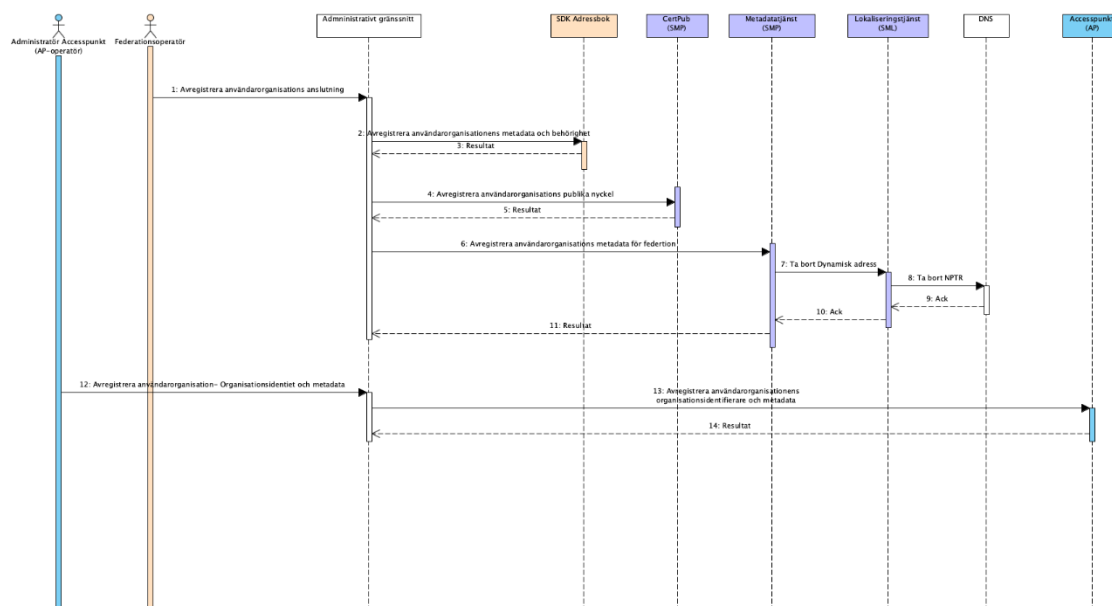 Administratör Accesspunkt
(AP-operatör)
Federationsoperatör
Admninistrativt gränssnitt
SDK Adressbok
CertPub
(SMP)
Metadatatjänst
(SMP)
Lokaliseringstjänst
(SML)
DNS
Accesspunkt
(AP)
1: Avregistrera användarorganisations anslutning
2: Avregistrera användarorganisationens metadata och behörighet
3: Resultat
4: Avregistrera användarorganisations publika nyckel
5: Resultat
6: Avregistrera användarorganisations metadata för federtion
7: Ta bort Dynamisk adress
8: Ta bort NPTR
9: Ack
10: Ack
11: Resultat
12: Avregistrera användarorganisation- Organisationsidentiet och metadata
13: Avregistrera användarorganisationens
organisationsidentifierare och metadata
14: Resultat